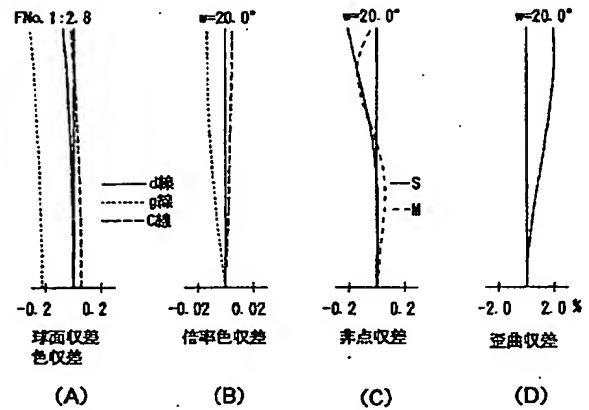 FNo. 1:2.8
w=20.0°
w=20.0°
w=20.0°
d線
g線
C線
S
M
-0.2 0.2
-0.02 0.02
-0.2 0.2
-2.0 2.0 %
球面収差
色収差
倍率色収差
非点収差
歪曲収差
(A)
(B)
(C)
(D)